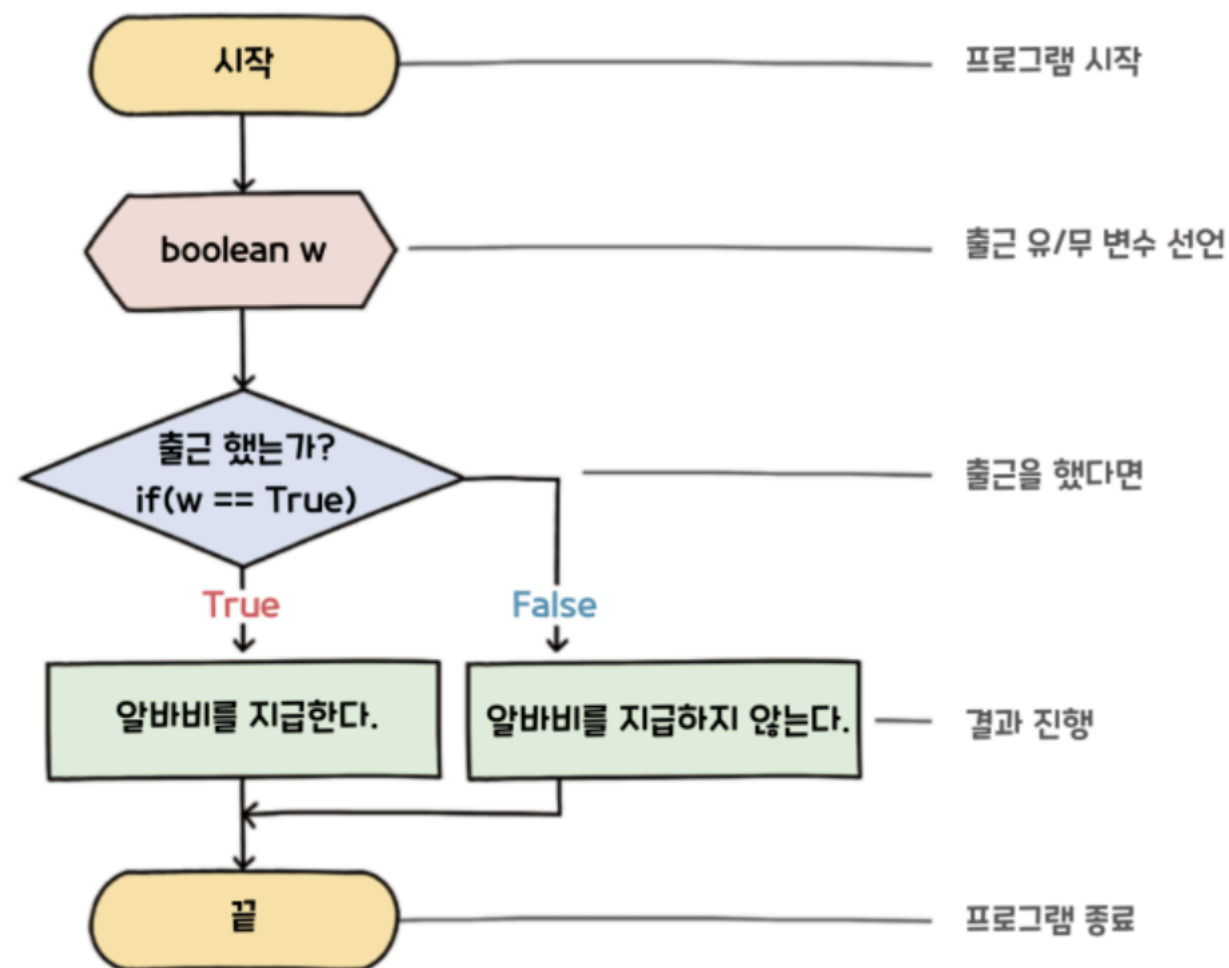 시작
프로그램 시작
boolean w
출근 유/무 변수 선언
출근 했는가?
if(w == True)
출근을 했다면
True
False
알바비를 지급한다.
알바비를 지급하지 않는다.
결과 진행
끝
프로그램 종료